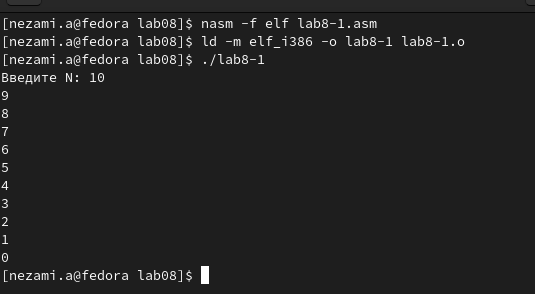 [nezami.a@fedora lab08]$ nasm -f elf lab8-1.asm
[nezami.a@fedora lab08]$ ld -m elf_i386 -o lab8-1 lab8-1.o
[nezami.a@fedora lab08]$ ./lab8-1
Введите N: 10
9
8
7
6
5
4
3
2
1
0
[nezami.a@fedora lab08]$